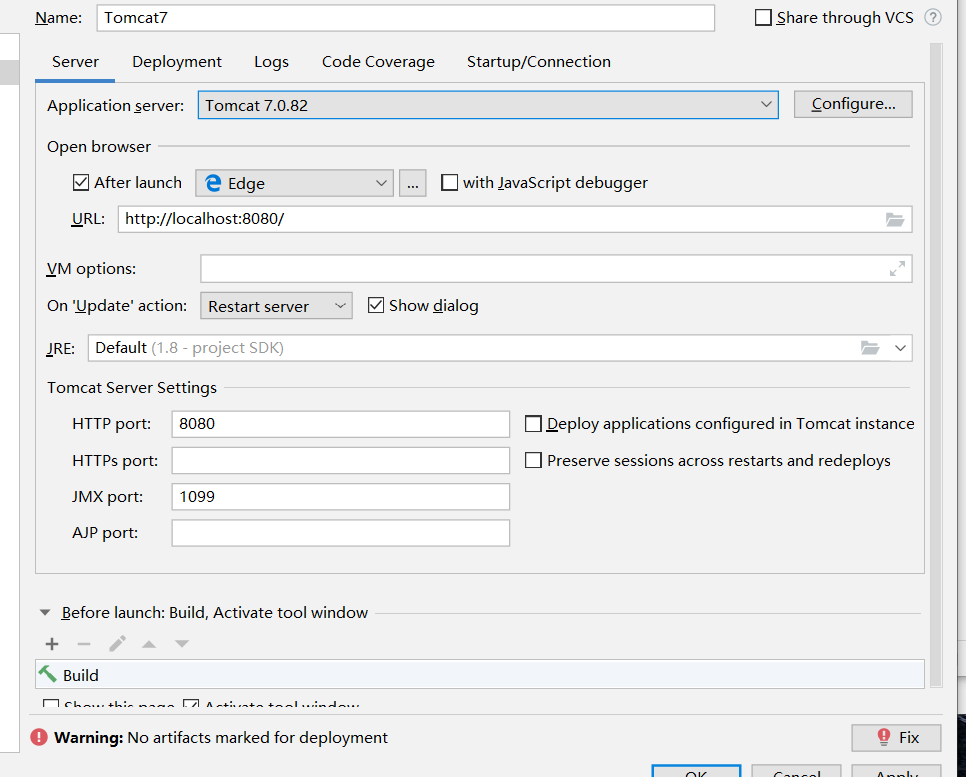 Name: Tomcat7 Share through VCS ?
Server Deployment Logs Code Coverage Startup/Connection
Application server: Tomcat 7.0.82 Configure...
Open browser
After launch Edge ... with JavaScript debugger
URL: http://localhost:8080/
VM options:
On 'Update' action: Restart server Show dialog
JRE: Default (1.8 - project SDK)
Tomcat Server Settings
HTTP port: 8080 Deploy applications configured in Tomcat instance
HTTPs port: Preserve sessions across restarts and redeploys
JMX port: 1099
AJP port:
Before launch: Build, Activate tool window
Build
Show this page Activate tool window
Warning: No artifacts marked for deployment Fix
OK Cancel Apply